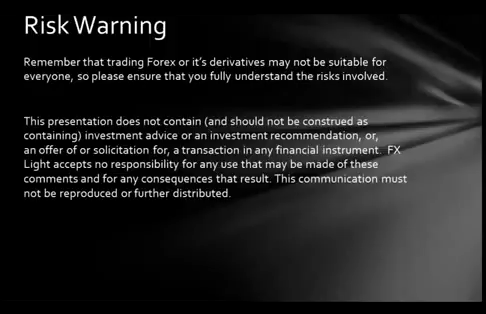 Risk Warning
Remember that trading Forex or it's derivatives may not be suitable for
everyone, so please ensure that you fully understand the risks involved.
This presentation does not contain (and should not be construed as
containing) investment advice or an investment recommendation, or,
an offer of or solicitation for, a transaction in any financial instrument. FX
Light accepts no responsibility for any use that may be made of these
comments and for any consequences that result. This communication must
not be reproduced or further distributed.